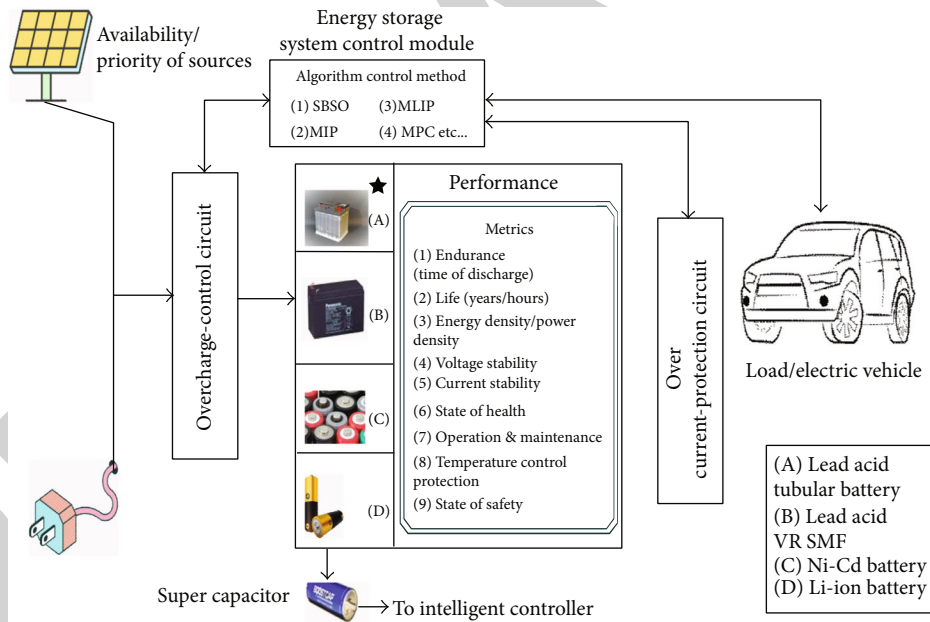 Energy storage
system control module
Availability/
priority of sources
Algorithm control method
(1) SBSO
(3)MLIP
(2)MIP
(4) MPC etc...
Overcharge-control circuit
(A)
(B)
(C)
(D)
Performance
Metrics
(1) Endurance
(time of discharge)
(2) Life (years/hours)
(3) Energy density/power
density
(4) Voltage stability
(5) Current stability
(6) State of health
(7) Operation & maintenance
(8) Temperature control
protection
(9) State of safety
Over
current-protection circuit
Load/electric vehicle
(A) Lead acid
tubular battery
(B) Lead acid
VR SMF
(C) Ni-Cd battery
(D) Li-ion battery
Super capacitor
To intelligent controller